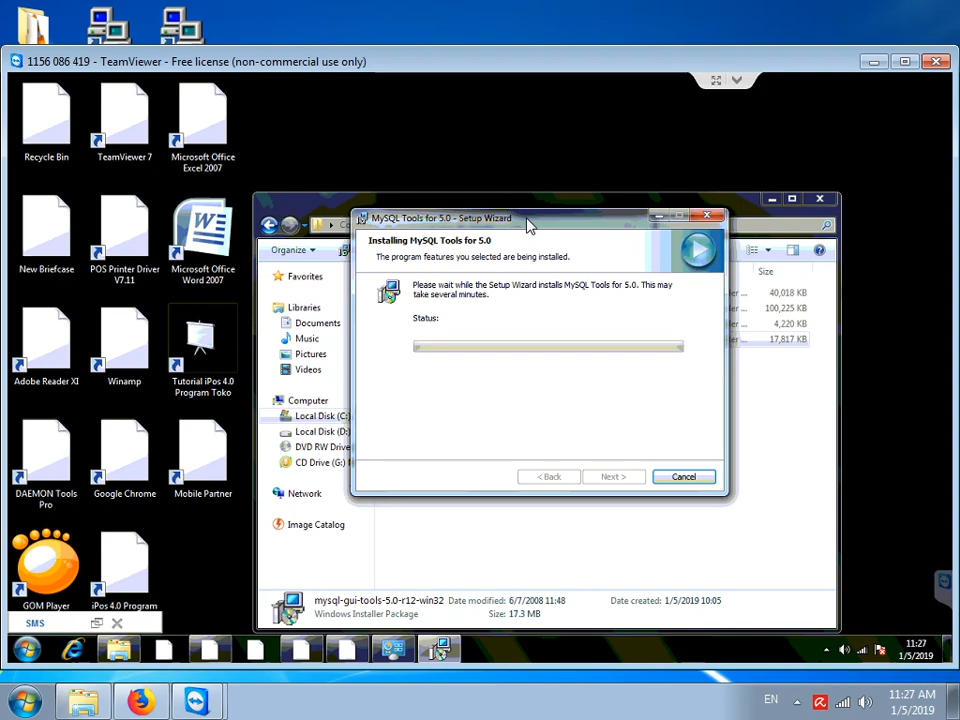 1156 086 419 - TeamViewer - Free license (non-commercial use only)
Recycle Bin
TeamViewer 7
Microsoft Office
Excel 2007
New Briefcase
POS Printer Driver
V7.11
Microsoft Office
Word 2007
Adobe Reader XI
Winamp
Tutorial iPos 4.0
Program Toko
DAEMON Tools
Pro
Google Chrome
Mobile Partner
GOM Player
iPos 4.0 Program
SMS
Organize
Favorites
Libraries
Documents
Music
Pictures
Videos
Computer
Local Disk (C:
Local Disk (D:
DVD RW Drive
CD Drive (G:)
Network
Image Catalog
Size
40,018 KB
100,225 KB
4,220 KB
17,817 KB
MySQL Tools for 5.0 - Setup Wizard
Installing MySQL Tools for 5.0
The program features you selected are being installed.
Please wait while the Setup Wizard installs MySQL Tools for 5.0. This may
take several minutes.
Status:
< Back
Next >
Cancel
mysql-gui-tools-5.0-r12-win32 Date modified: 6/7/2008 11:48 Date created: 1/5/2019 10:05
Windows Installer Package Size: 17.3 MB
11:27
1/5/2019
EN
11:27 AM
1/5/2019